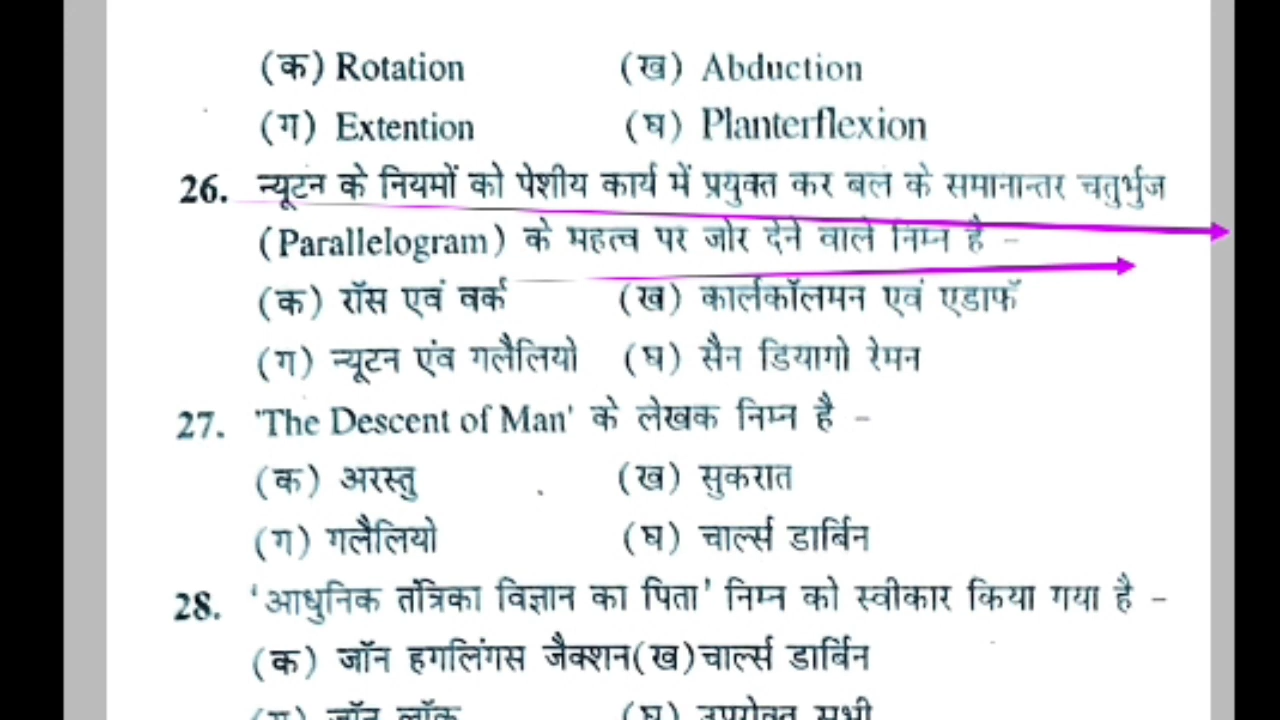 (क) Rotation (ख) Abduction
(ग) Extention (घ) Planterflexion
26. न्यूटन के नियमों को पेशीय कार्य में प्रयुक्त कर बल के समानान्तर चतुर्भुज
(Parallelogram) के महत्व पर जोर देने वाले निम्न है -
(क) रॉस एवं वर्क (ख) कार्लकॉलमन एवं एडाफॅ
(ग) न्यूटन एंव गलैलियो (घ) सैन डियागो रेमन
27. 'The Descent of Man' के लेखक निम्न है -
(क) अरस्तु (ख) सुकरात
(ग) गलैलियो (घ) चार्ल्स डार्बिन
28. 'आधुनिक तंत्रिका विज्ञान का पिता' निम्न को स्वीकार किया गया है -
(क) जॉन हगलिंगस जैक्शन (ख) चार्ल्स डार्बिन
(ग) जॉन लॉक (घ) उपरोक्त सभी